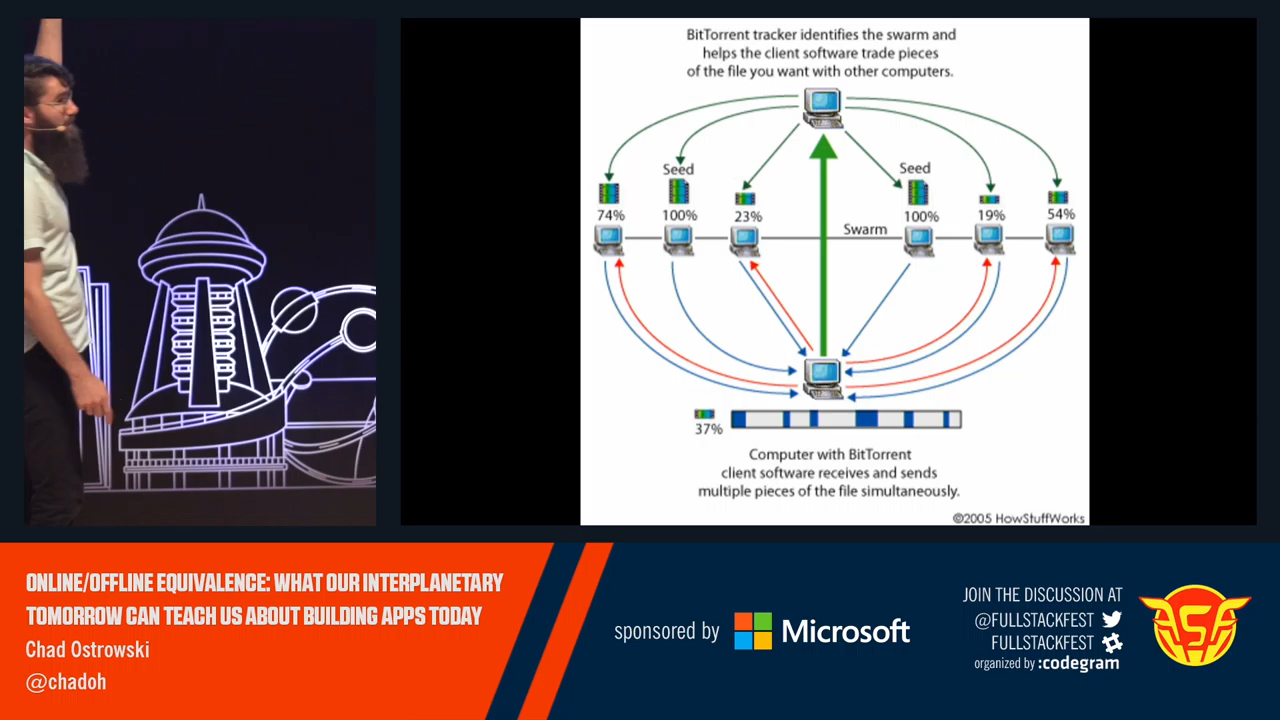 BitTorrent tracker identifies the swarm and
helps the client software trade pieces
of the file you want with other computers.
Seed
Seed
74%
100%
23%
100%
19%
54%
Swarm
37%
Computer with BitTorrent
client software receives and sends
multiple pieces of the file simultaneously.
©2005 HowStuffWorks
ONLINE/OFFLINE EQUIVALENCE: WHAT OUR INTERPLANETARY
TOMORROW CAN TEACH US ABOUT BUILDING APPS TODAY
Chad Ostrowski
@chadoh
sponsored by
Microsoft
JOIN THE DISCUSSION AT
@FULLSTACKFEST
FULLSTACKFEST
organized by :codegram
FSF